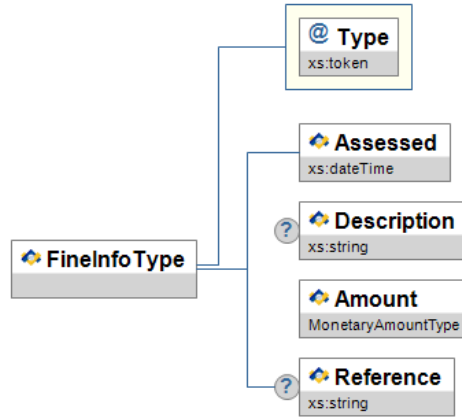 @ Type
xs:token
Assessed
xs:dateTime
? Description
xs:string
FineInfoType
Amount
MonetaryAmountType
? Reference
xs:string